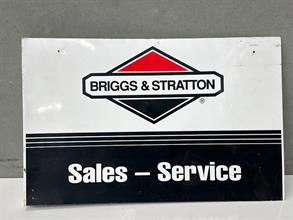 BRIGGS & STRATTON
®
Sales – Service